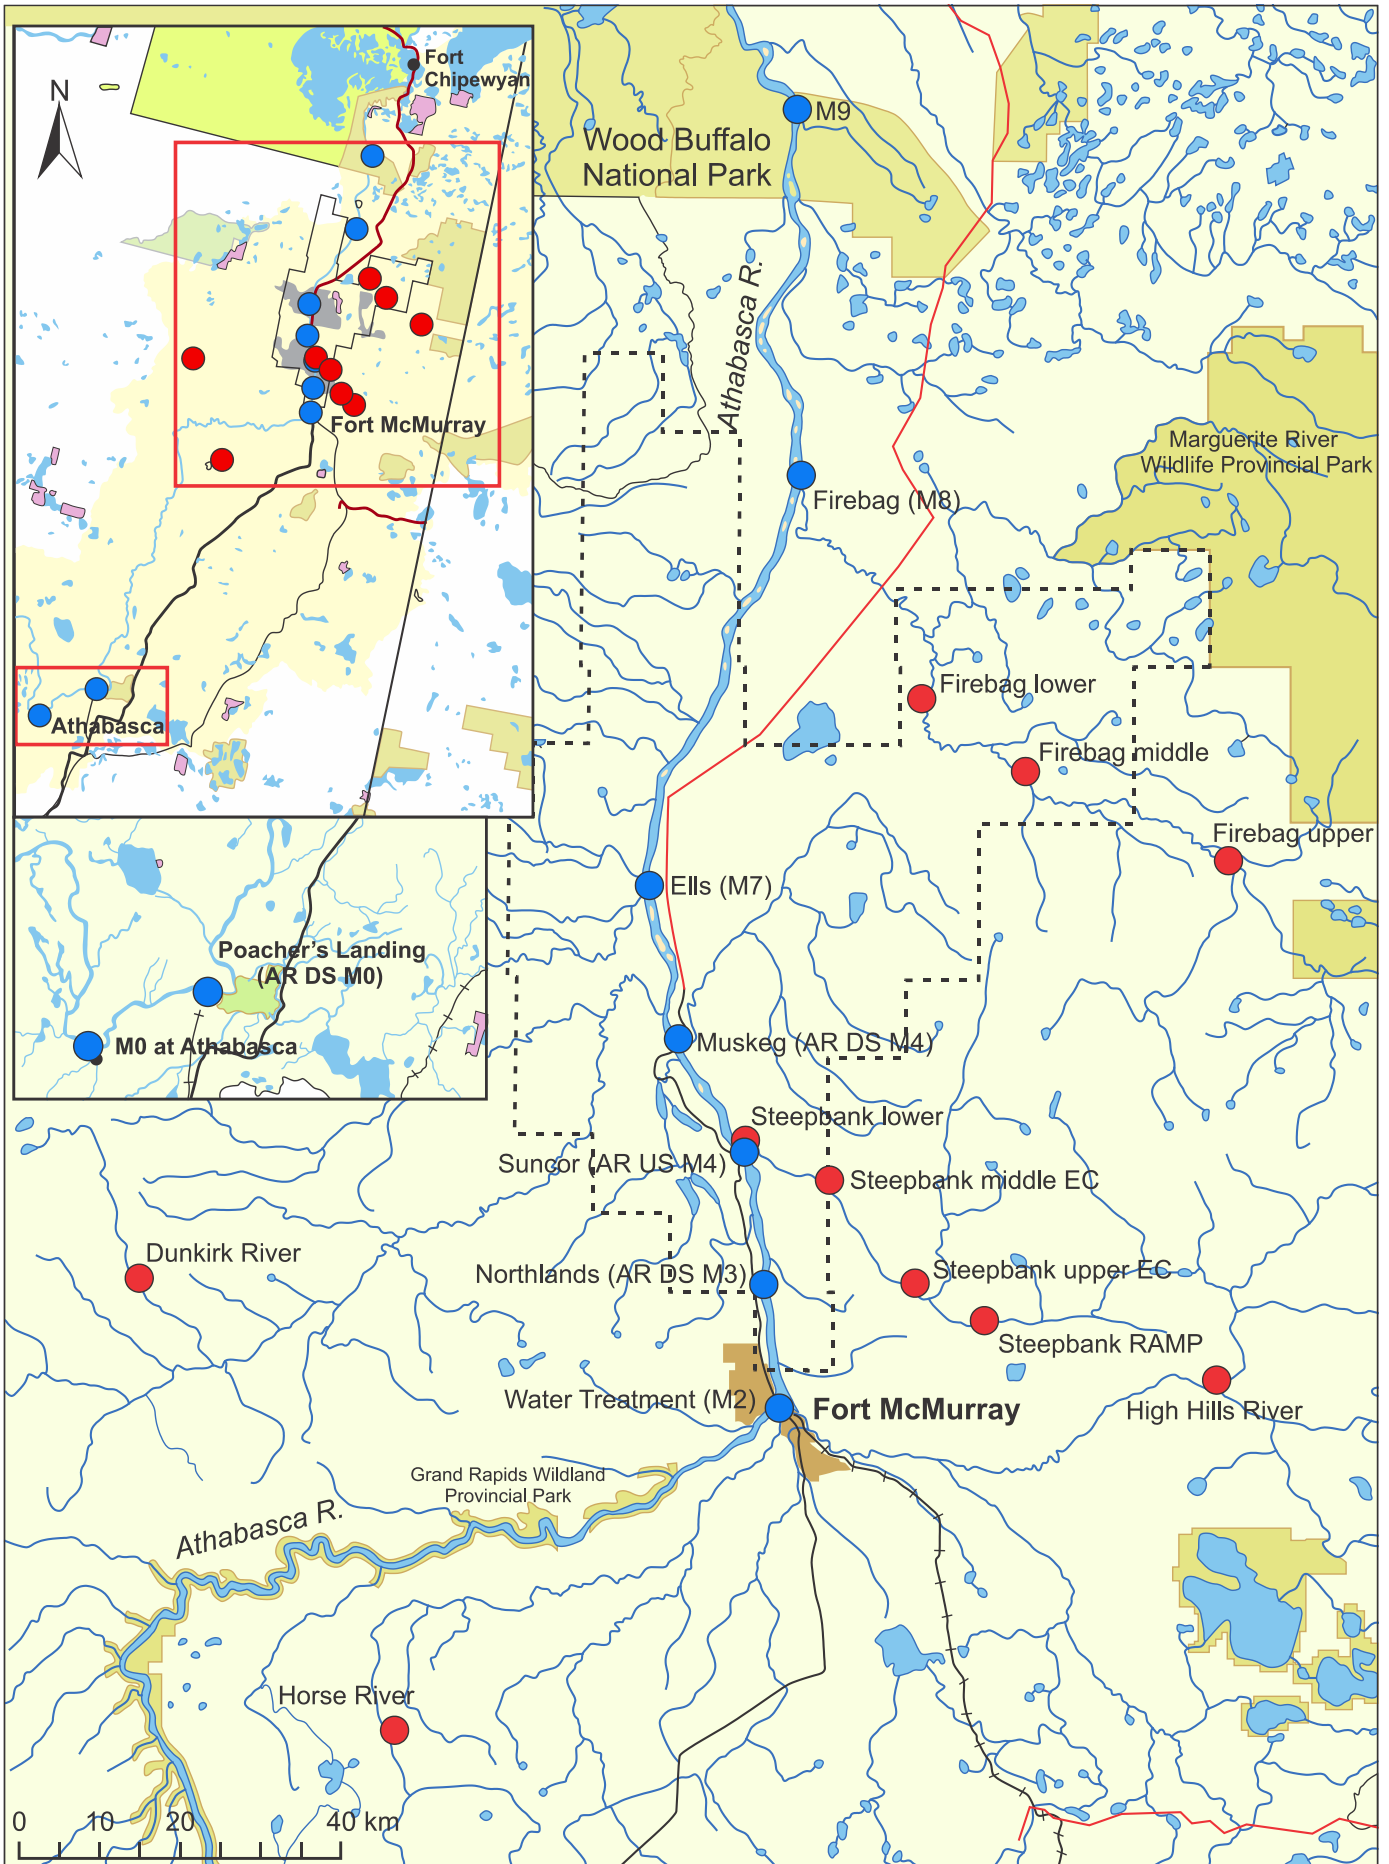 N
Fort
Chipewyan
Fort McMurray
Athabasca
Wood Buffalo
National Park
M9
Athabasca R.
Marguerite River
Wildlife Provincial Park
Firebag (M8)
Firebag lower
Firebag middle
Firebag upper
Ells (M7)
Poacher's Landing
(AR DS M0)
M0 at Athabasca
Muskeg (AR DS M4)
Steepbank lower
Suncor (AR US M4)
Steepbank middle EC
Dunkirk River
Northlands (AR DS M3)
Steepbank upper EC
Steepbank RAMP
Water Treatment (M2)
Fort McMurray
High Hills River
Grand Rapids Wildland
Provincial Park
Athabasca R.
Horse River
0 10 20 40 km